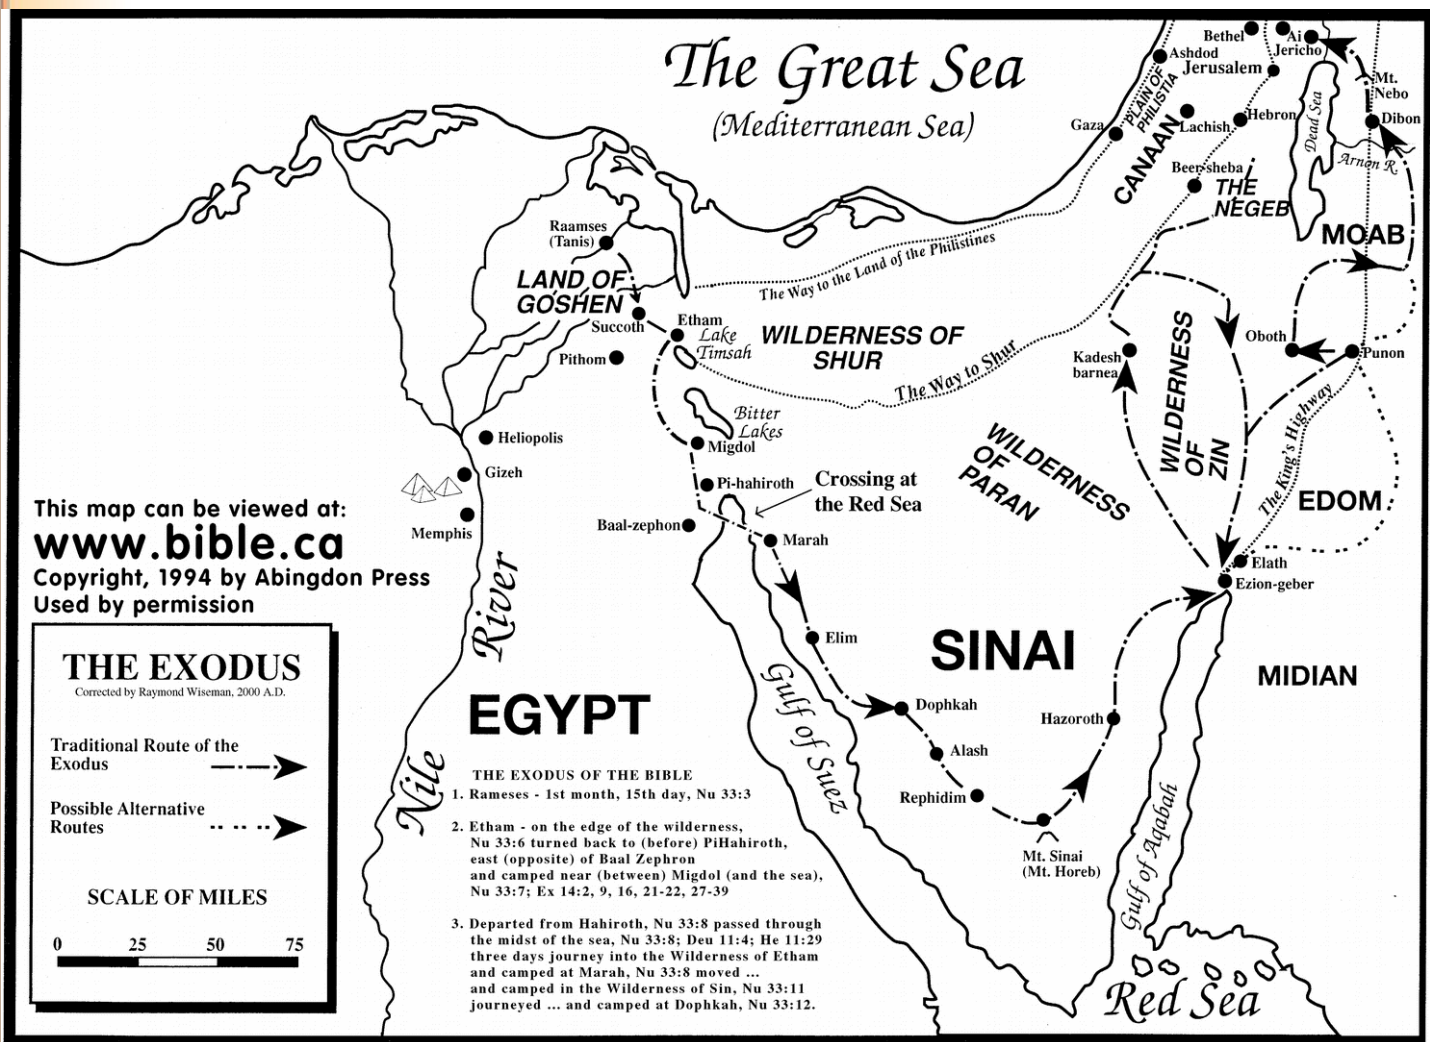 The Great Sea
(Mediterranean Sea)
Bethel
Ai
Jericho
Ashdod
Jerusalem
PLAIN OF
PHILISTIA
Mt.
Nebo
Gaza
Lachish
Hebron
Dead Sea
Dibon
CANAAN
Arnon R.
Beer-sheba
THE
NEGEB
MOAB
Raamses
(Tanis)
The Way to the Land of the Philistines
LAND OF
GOSHEN
Succoth
Etham
Lake
Timsah
WILDERNESS OF
SHUR
Pithom
The Way to Shur
Kadesh
barnea
WILDERNESS
OF
ZIN
Oboth
Punon
Bitter
Lakes
Heliopolis
Migdol
The King's Highway
WILDERNESS
OF
PARAN
Gizeh
Pi-hahiroth
Crossing at
the Red Sea
EDOM
Memphis
Baal-zephon
Marah
Elath
Ezion-geber
This map can be viewed at:
www.bible.ca
Copyright, 1994 by Abingdon Press
Used by permission
Nile River
Elim
SINAI
MIDIAN
EGYPT
Gulf of Suez
Dophkah
Hazoroth
Alash
Rephidim
Mt. Sinai
(Mt. Horeb)
Gulf of Aqabah
Red Sea
THE EXODUS
Corrected by Raymond Wiseman, 2000 A.D.
Traditional Route of the
Exodus
Possible Alternative
Routes
SCALE OF MILES
0 25 50 75
THE EXODUS OF THE BIBLE
1. Rameses - 1st month, 15th day, Nu 33:3
2. Etham - on the edge of the wilderness,
Nu 33:6 turned back to (before) PiHahiroth,
east (opposite) of Baal Zephron
and camped near (between) Migdol (and the sea),
Nu 33:7; Ex 14:2, 9, 16, 21-22, 27-39
3. Departed from Hahiroth, Nu 33:8 passed through
the midst of the sea, Nu 33:8; Deu 11:4; He 11:29
three days journey into the Wilderness of Etham
and camped at Marah, Nu 33:8 moved ...
and camped in the Wilderness of Sin, Nu 33:11
journeyed ... and camped at Dophkah, Nu 33:12.